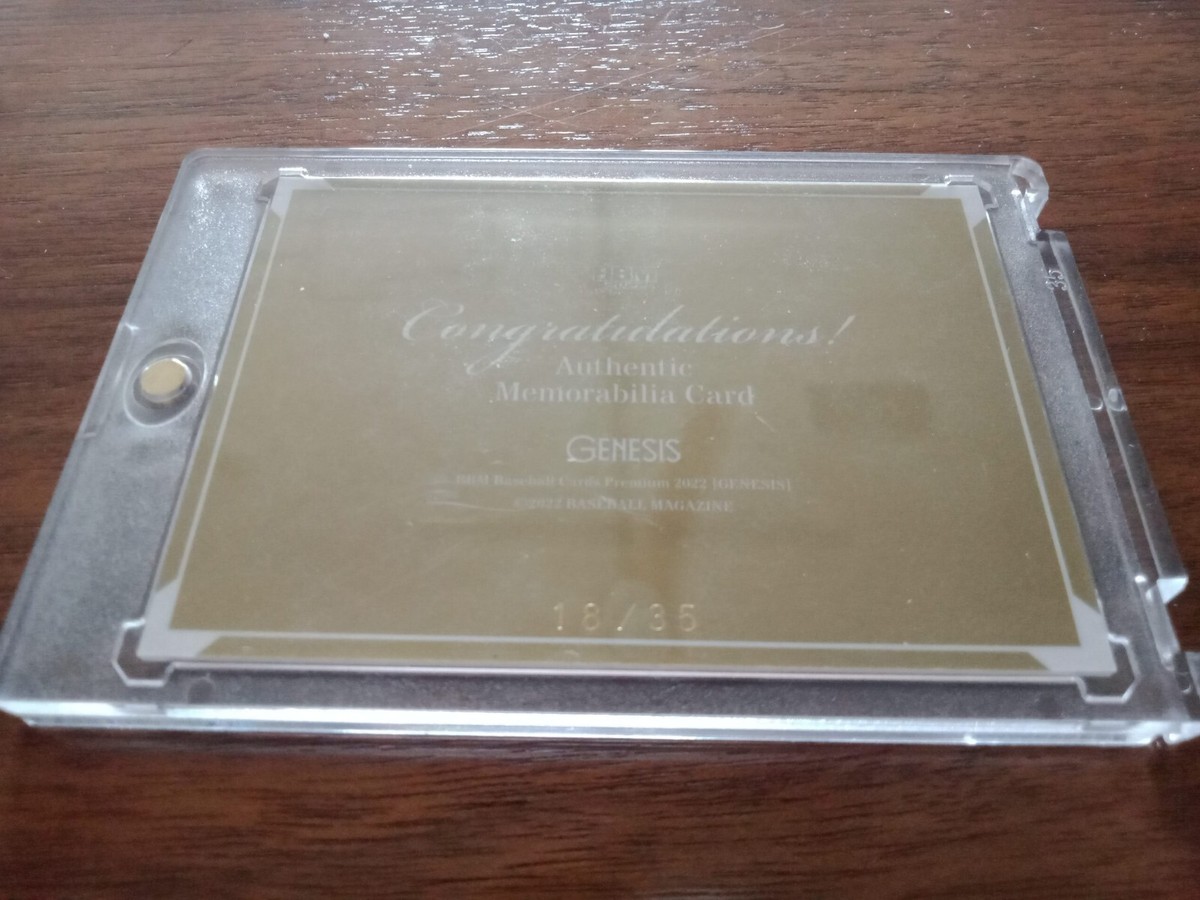 BBM
Congratulations!
Authentic
Memorabilia Card
GENESIS
BBM Baseball Cards Premium 2022 [GENESIS]
©2022 BASEBALL MAGAZINE
18/35
35